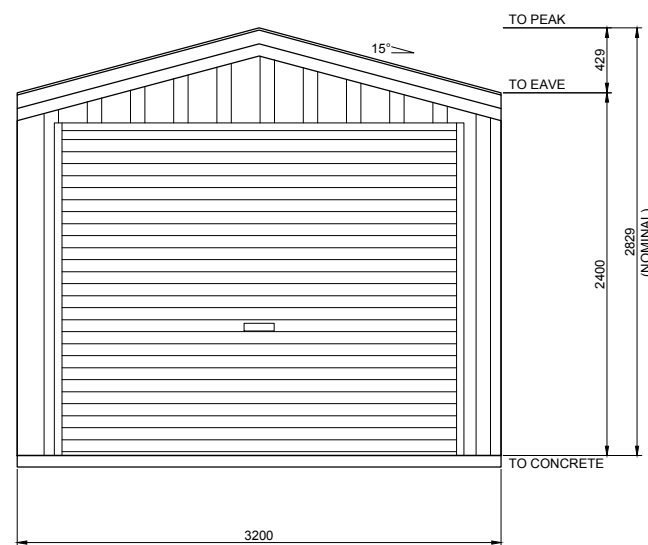 TO PEAK
15°
429
TO EAVE
2400
2829
(NOMINAL)
TO CONCRETE
3200